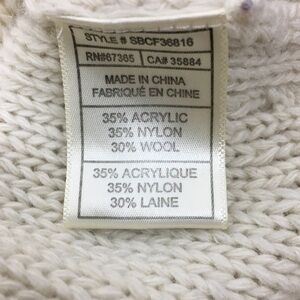 STYLE # SBCF36816
RN#67365 CA# 35884
MADE IN CHINA
FABRIQUÉ EN CHINE
35% ACRYLIC
35% NYLON
30% WOOL
35% ACRYLIQUE
35% NYLON
30% LAINE